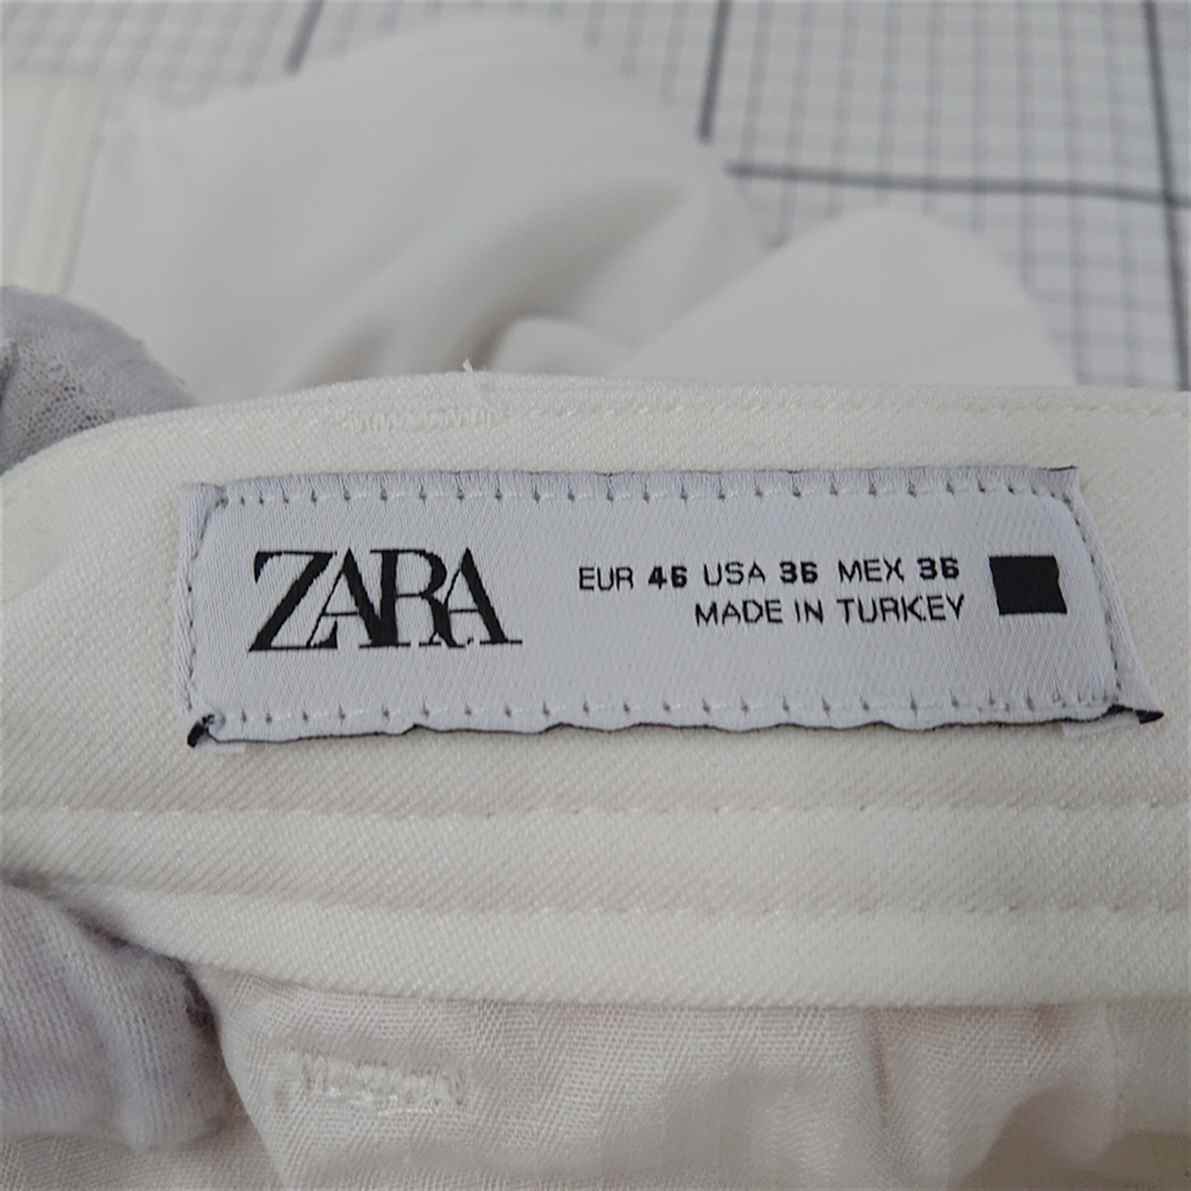 ZARA
EUR 46 USA 36 MEX 36
MADE IN TURKEY